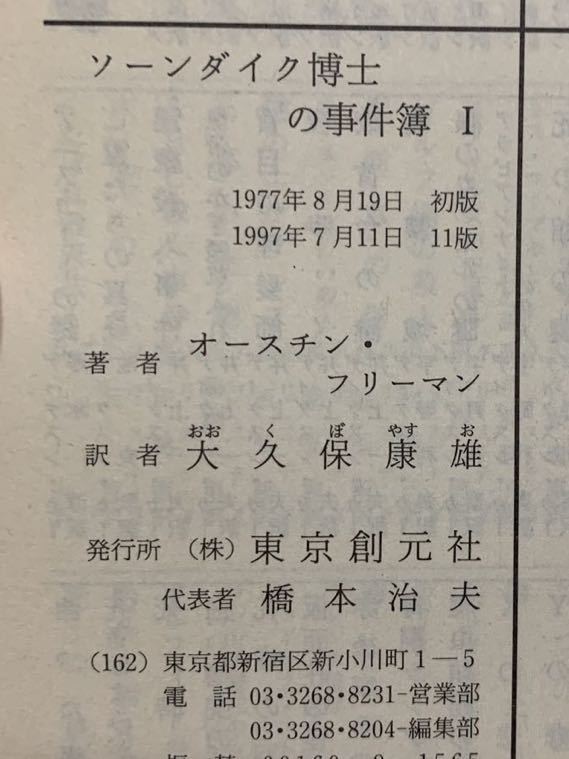 ソーンダイク博士
の事件簿 Ⅰ
1977年8月19日 初版
1997年7月11日 11版
著者 オースチン・
フリーマン
おお く ぼ やす お
訳者 大久保康雄
発行所 (株) 東京創元社
代表者 橋本治夫
(162) 東京都新宿区新小川町1―5
電話 03・3268・8231-営業部
03・3268・8204-編集部